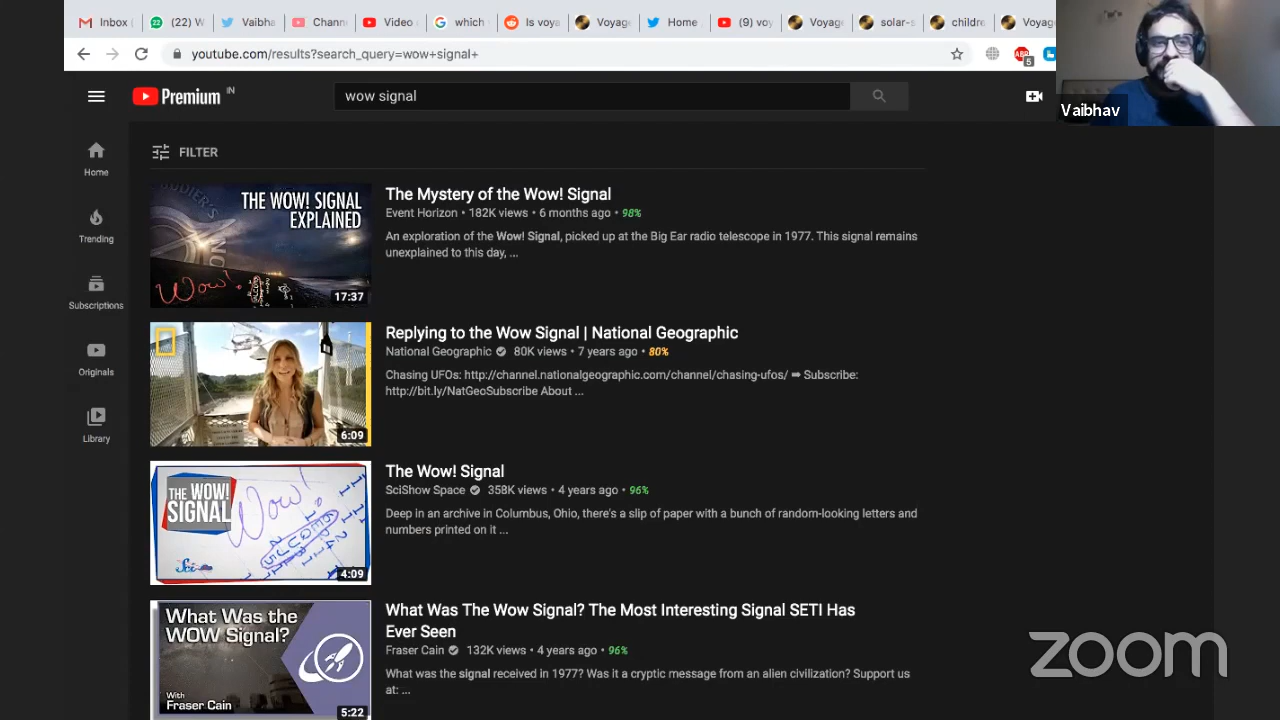 Inbox (
(22) W
Vaibha
Chann
Video
which
Is voya
Voyage
Home
(9) voy
Voyage
solar-s
childre
Voyag
youtube.com/results?search_query=wow+signal+
ABP
5
Premium IN
wow signal
Vaibhav
Home
Trending
Subscriptions
Originals
Library
FILTER
THE WOW! SIGNAL
EXPLAINED
Wow!
17:37
The Mystery of the Wow! Signal
Event Horizon • 182K views • 6 months ago • 98%
An exploration of the Wow! Signal, picked up at the Big Ear radio telescope in 1977. This signal remains
unexplained to this day, ...
6:09
Replying to the Wow Signal | National Geographic
National Geographic 80K views • 7 years ago • 80%
Chasing UFOs: http://channel.nationalgeographic.com/channel/chasing-ufos/ ➡ Subscribe:
http://bit.ly/NatGeoSubscribe About ...
THE WOW!
SIGNAL
Wow!
Sci
4:09
The Wow! Signal
SciShow Space 358K views • 4 years ago • 96%
Deep in an archive in Columbus, Ohio, there's a slip of paper with a bunch of random-looking letters and
numbers printed on it ...
What Was the
WOW Signal?
With
Fraser Cain
5:22
What Was The Wow Signal? The Most Interesting Signal SETI Has
Ever Seen
Fraser Cain 132K views • 4 years ago • 96%
What was the signal received in 1977? Was it a cryptic message from an alien civilization? Support us
at: ...
zoom